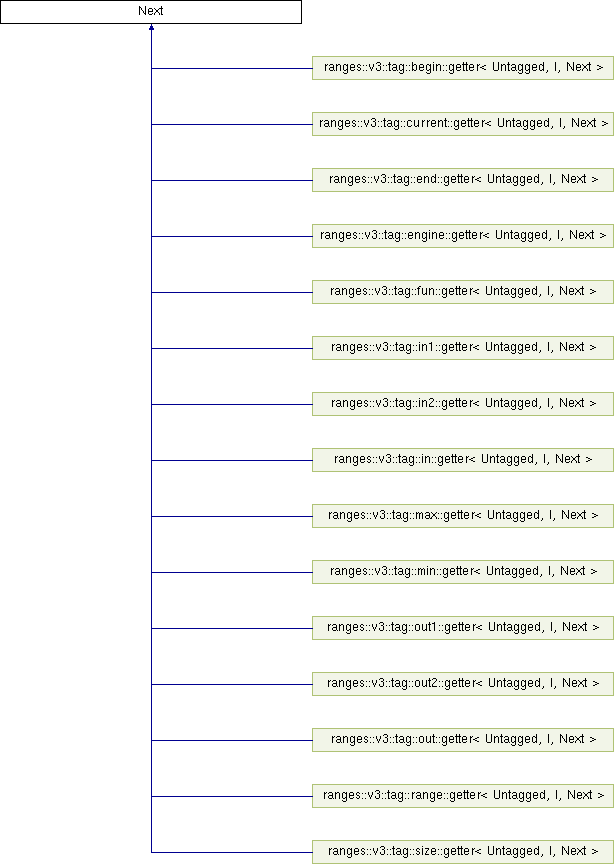 Next
ranges::v3::tag::begin::getter< Untagged, I, Next >
ranges::v3::tag::current::getter< Untagged, I, Next >
ranges::v3::tag::end::getter< Untagged, I, Next >
ranges::v3::tag::engine::getter< Untagged, I, Next >
ranges::v3::tag::fun::getter< Untagged, I, Next >
ranges::v3::tag::in1::getter< Untagged, I, Next >
ranges::v3::tag::in2::getter< Untagged, I, Next >
ranges::v3::tag::in::getter< Untagged, I, Next >
ranges::v3::tag::max::getter< Untagged, I, Next >
ranges::v3::tag::min::getter< Untagged, I, Next >
ranges::v3::tag::out1::getter< Untagged, I, Next >
ranges::v3::tag::out2::getter< Untagged, I, Next >
ranges::v3::tag::out::getter< Untagged, I, Next >
ranges::v3::tag::range::getter< Untagged, I, Next >
ranges::v3::tag::size::getter< Untagged, I, Next >